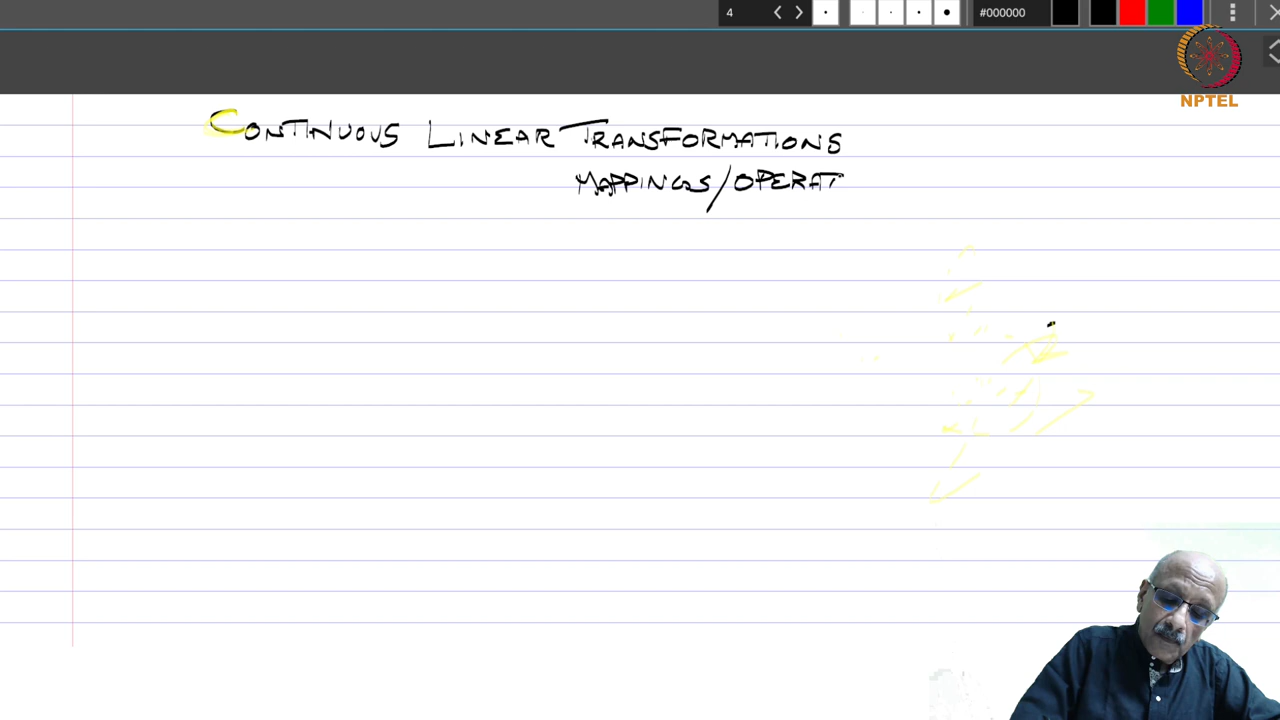 4
#000000
NPTEL
CONTINUOUS LINEAR TRANSFORMATIONS
MAPPINGS/OPERAT